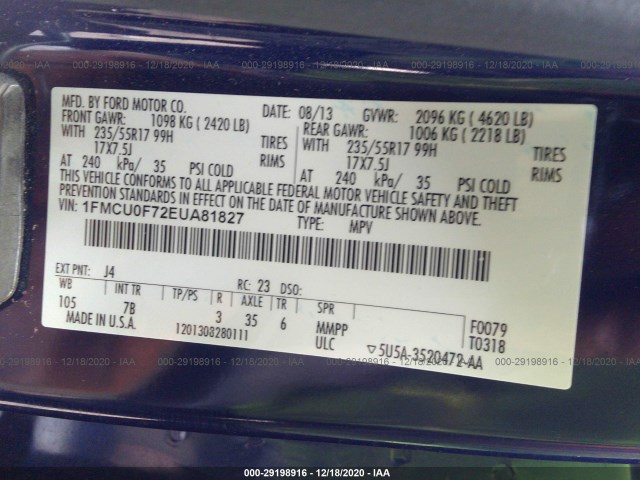 000-29198916 - 12/18/2020 - IAA
MFD. BY FORD MOTOR CO.
DATE: 08/13 GVWR: 2096 KG ( 4620 LB)
FRONT GAWR: 1098 KG ( 2420 LB)
REAR GAWR: 1006 KG ( 2218 LB)
WITH 235/55R17 99H TIRES
WITH 235/55R17 99H TIRES
17X7.5J RIMS
17X7.5J RIMS
AT 240 kPa/ 35 PSI COLD
AT 240 kPa/ 35 PSI COLD
THIS VEHICLE CONFORMS TO ALL APPLICABLE FEDERAL MOTOR VEHICLE SAFETY AND THEFT
PREVENTION STANDARDS IN EFFECT ON THE DATE OF MANUFACTURE SHOWN ABOVE.
VIN: 1FMCU0F72EUA81827
TYPE: MPV
EXT PNT: J4 RC: 23 DSO:
WB INT TR TP/PS R AXLE TR SPR
105 7B 3 35 6 F0079
MADE IN U.S.A. MMPP T0318
1201308280111 ULC ▽5U5A-3520472-AA
000-29198916 - 12/18/2020 - IAA